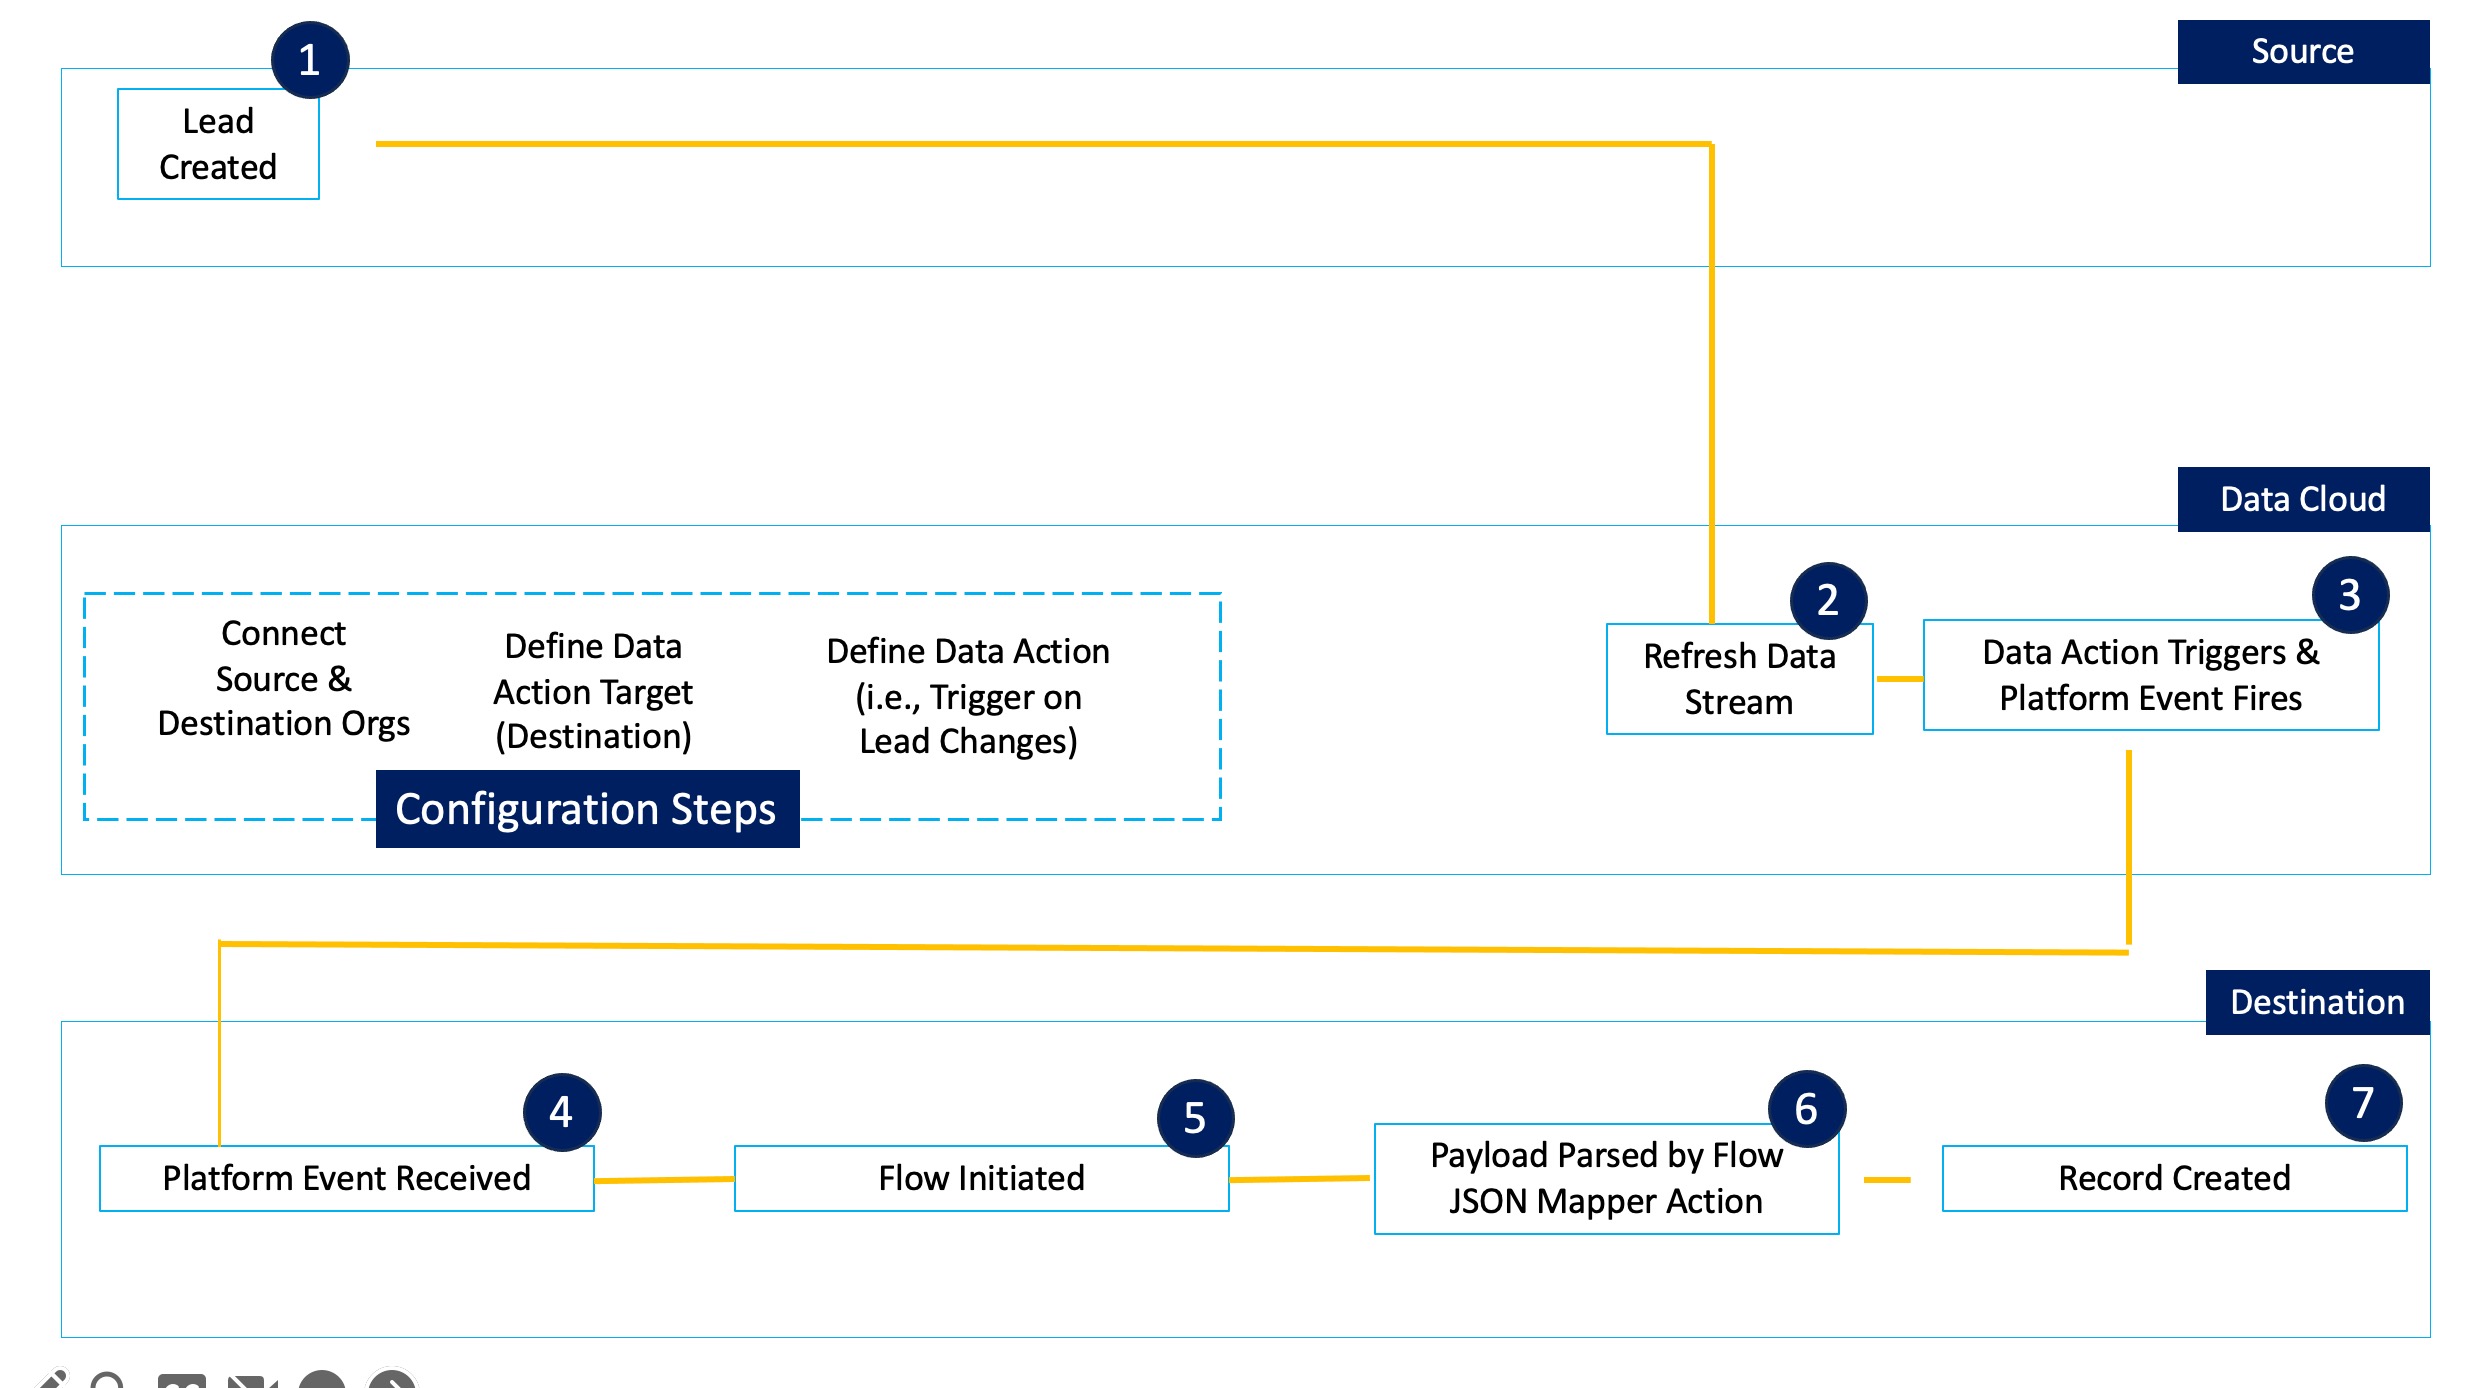 1
Source
Lead
Created
Data Cloud
Connect
Source &
Destination Orgs
Define Data
Action Target
(Destination)
Define Data Action
(i.e., Trigger on
Lead Changes)
Configuration Steps
2
Refresh Data
Stream
3
Data Action Triggers &
Platform Event Fires
Destination
4
Platform Event Received
5
Flow Initiated
6
Payload Parsed by Flow
JSON Mapper Action
7
Record Created